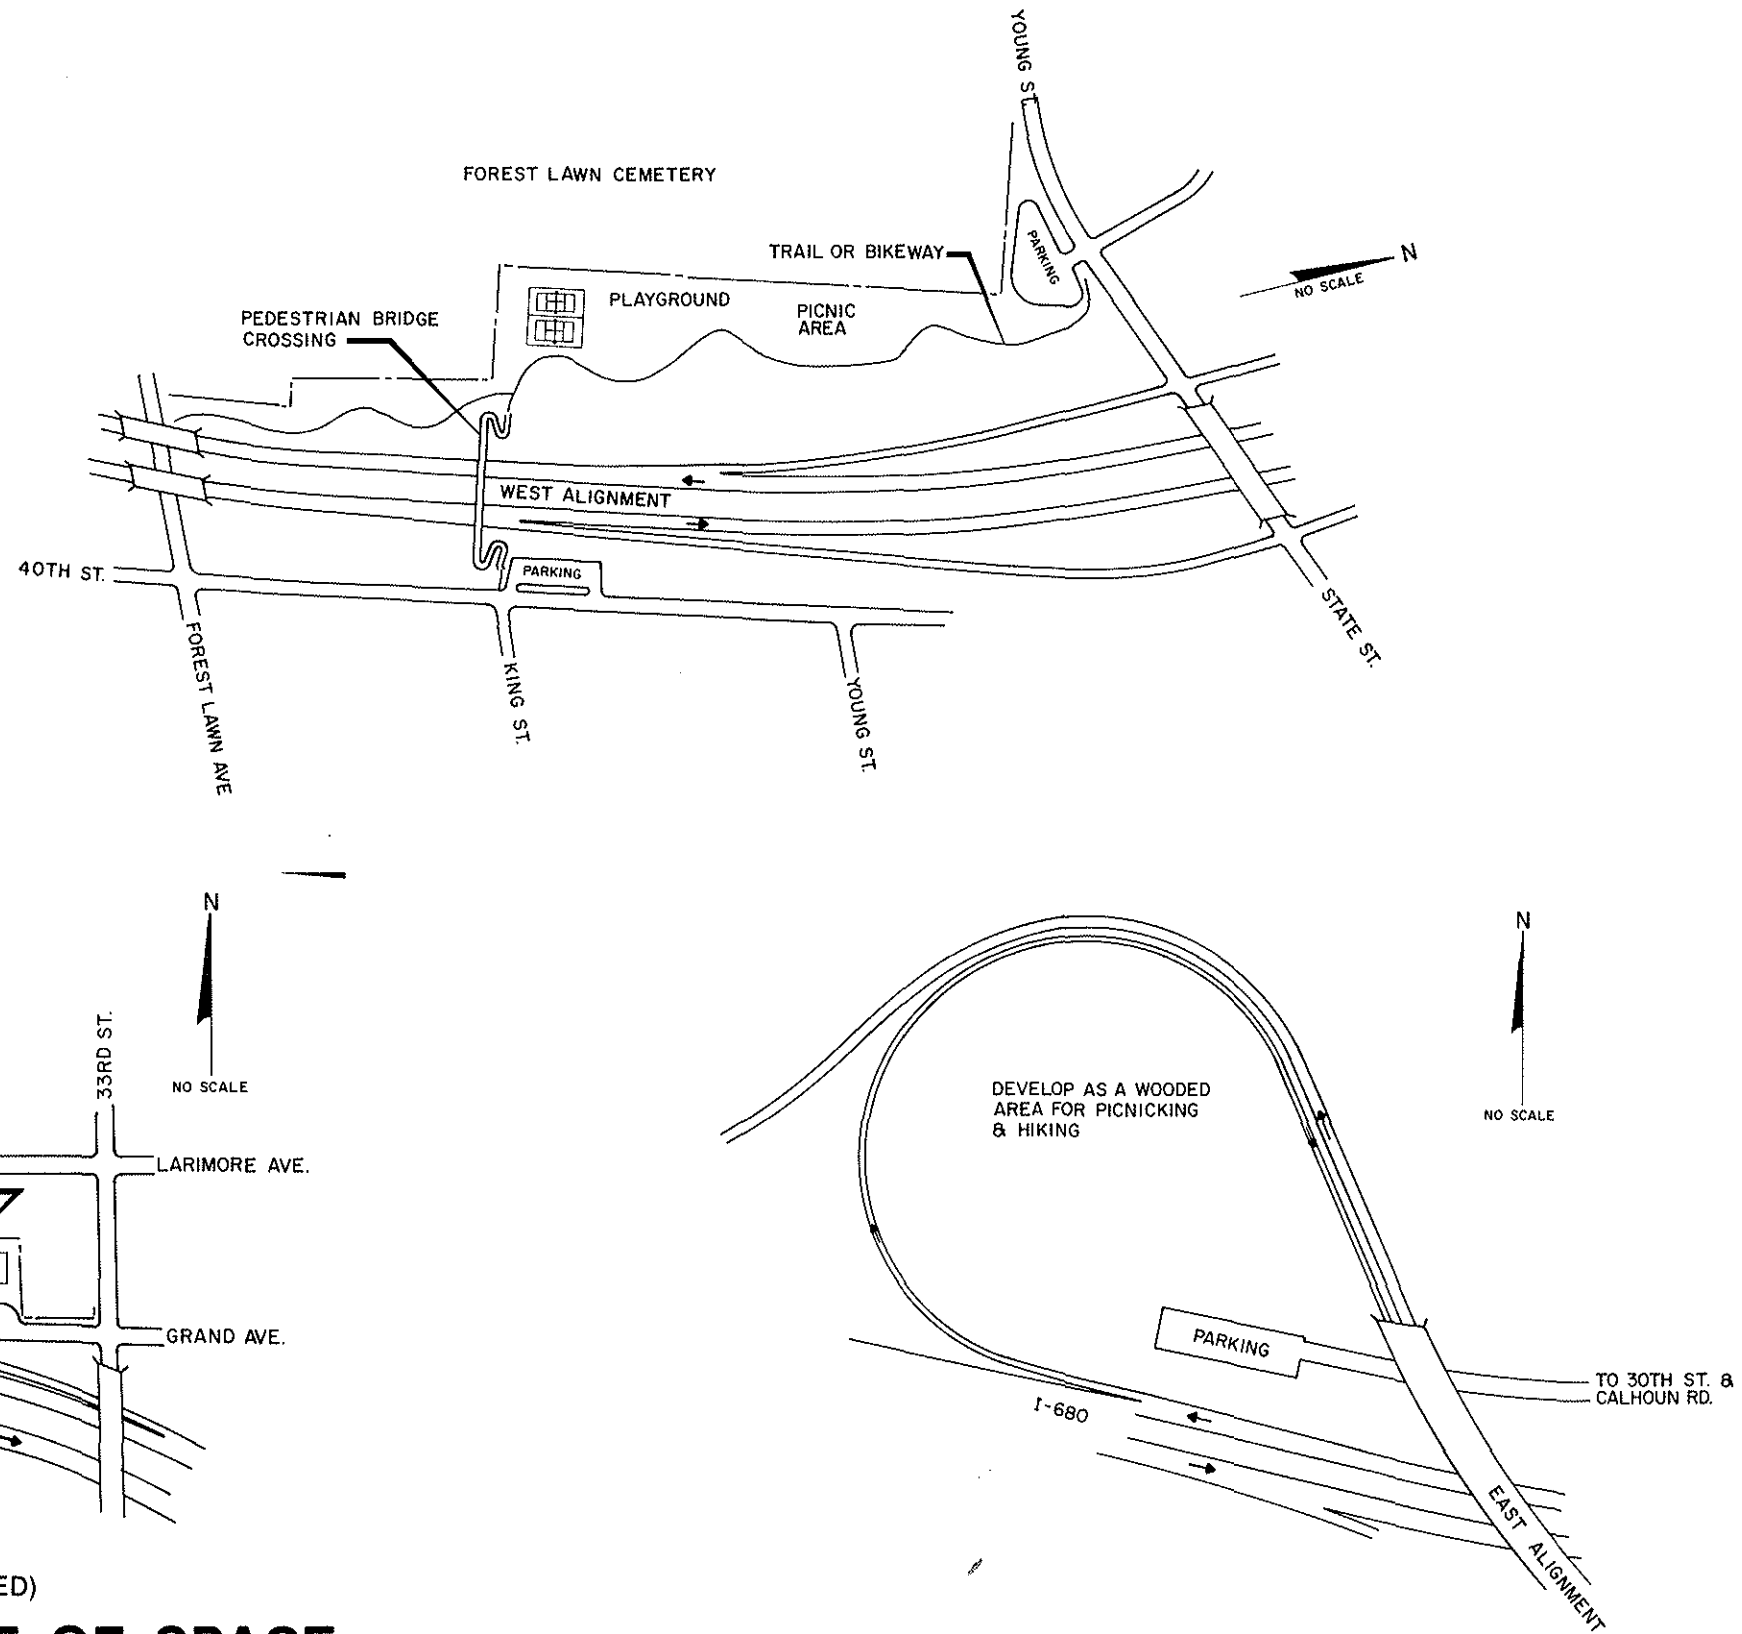 YOUNG ST.
FOREST LAWN CEMETERY
TRAIL OR BIKEWAY
PARKING
N
NO SCALE
PLAYGROUND
PICNIC
AREA
PEDESTRIAN BRIDGE
CROSSING
WEST ALIGNMENT
40TH ST.
PARKING
STATE ST.
FOREST LAWN AVE
KING ST.
YOUNG ST.
N
NO SCALE
33RD ST.
LARIMORE AVE.
GRAND AVE.
N
NO SCALE
DEVELOP AS A WOODED
AREA FOR PICNICKING
& HIKING
PARKING
TO 30TH ST. &
CALHOUN RD.
I-680
EAST ALIGNMENT
ED)
OF SPACE